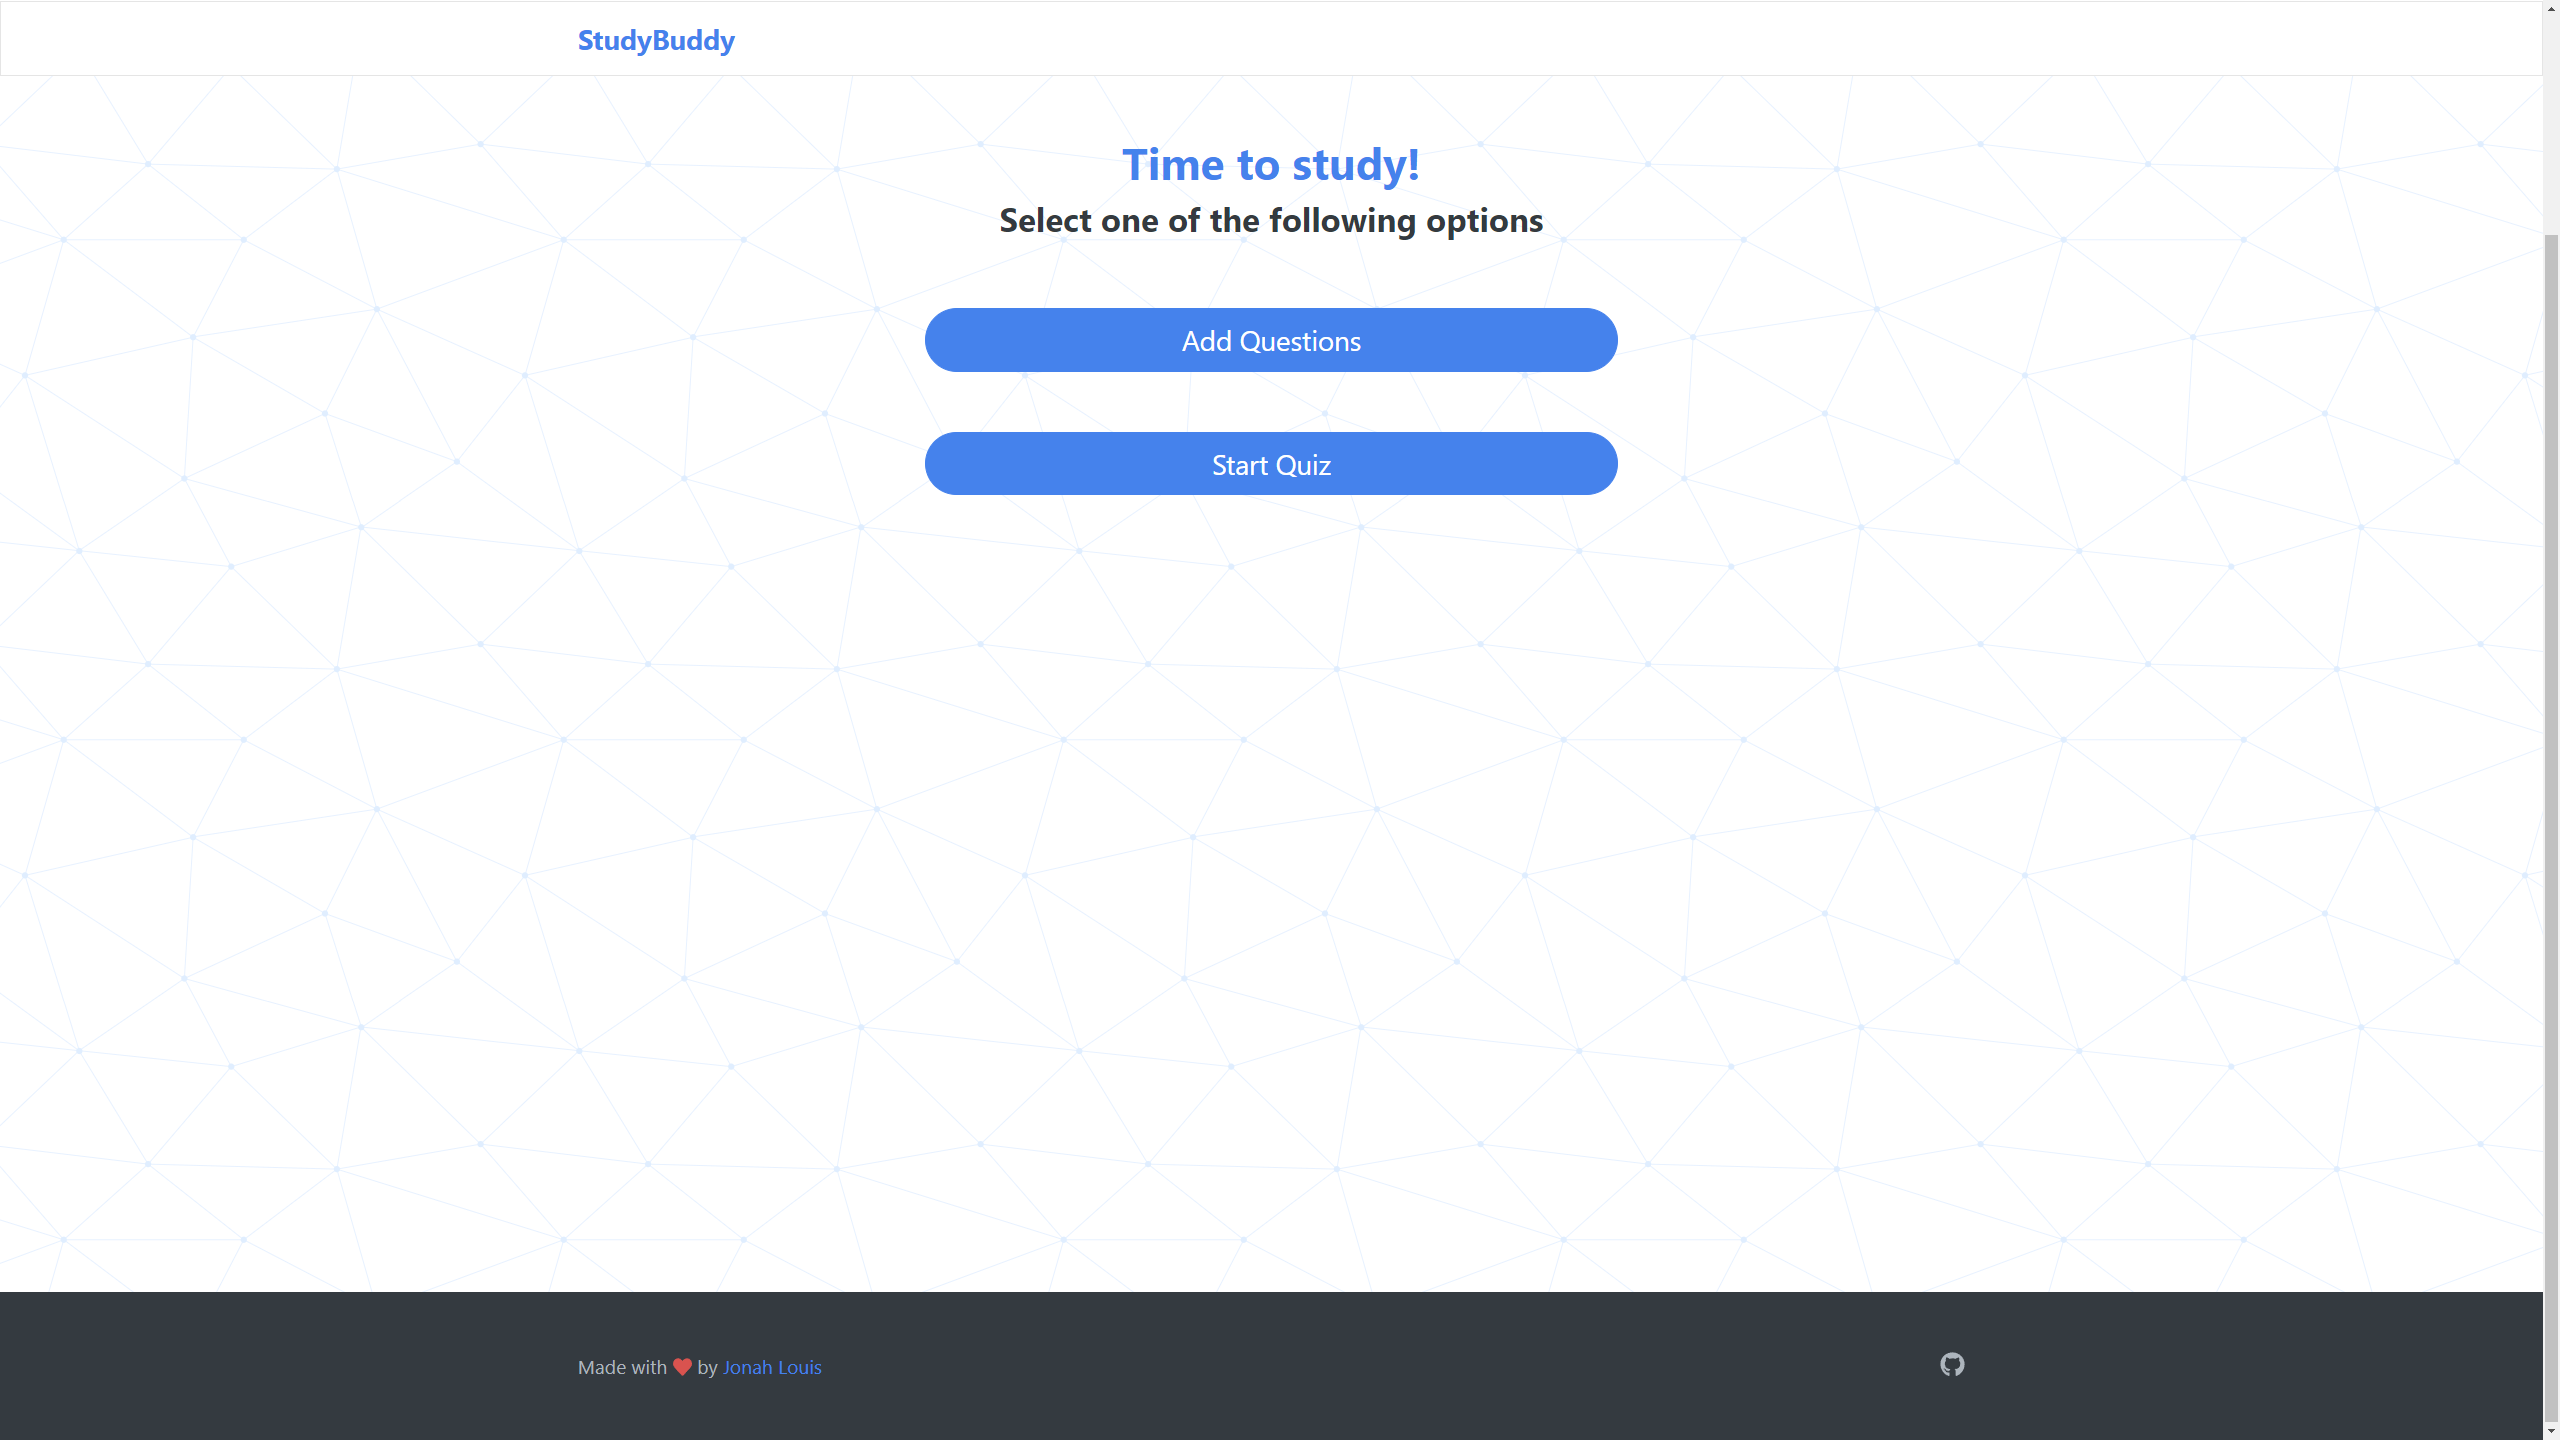 StudyBuddy
Time to study!
Select one of the following options
Add Questions
Start Quiz
Made with ❤ by Jonah Louis